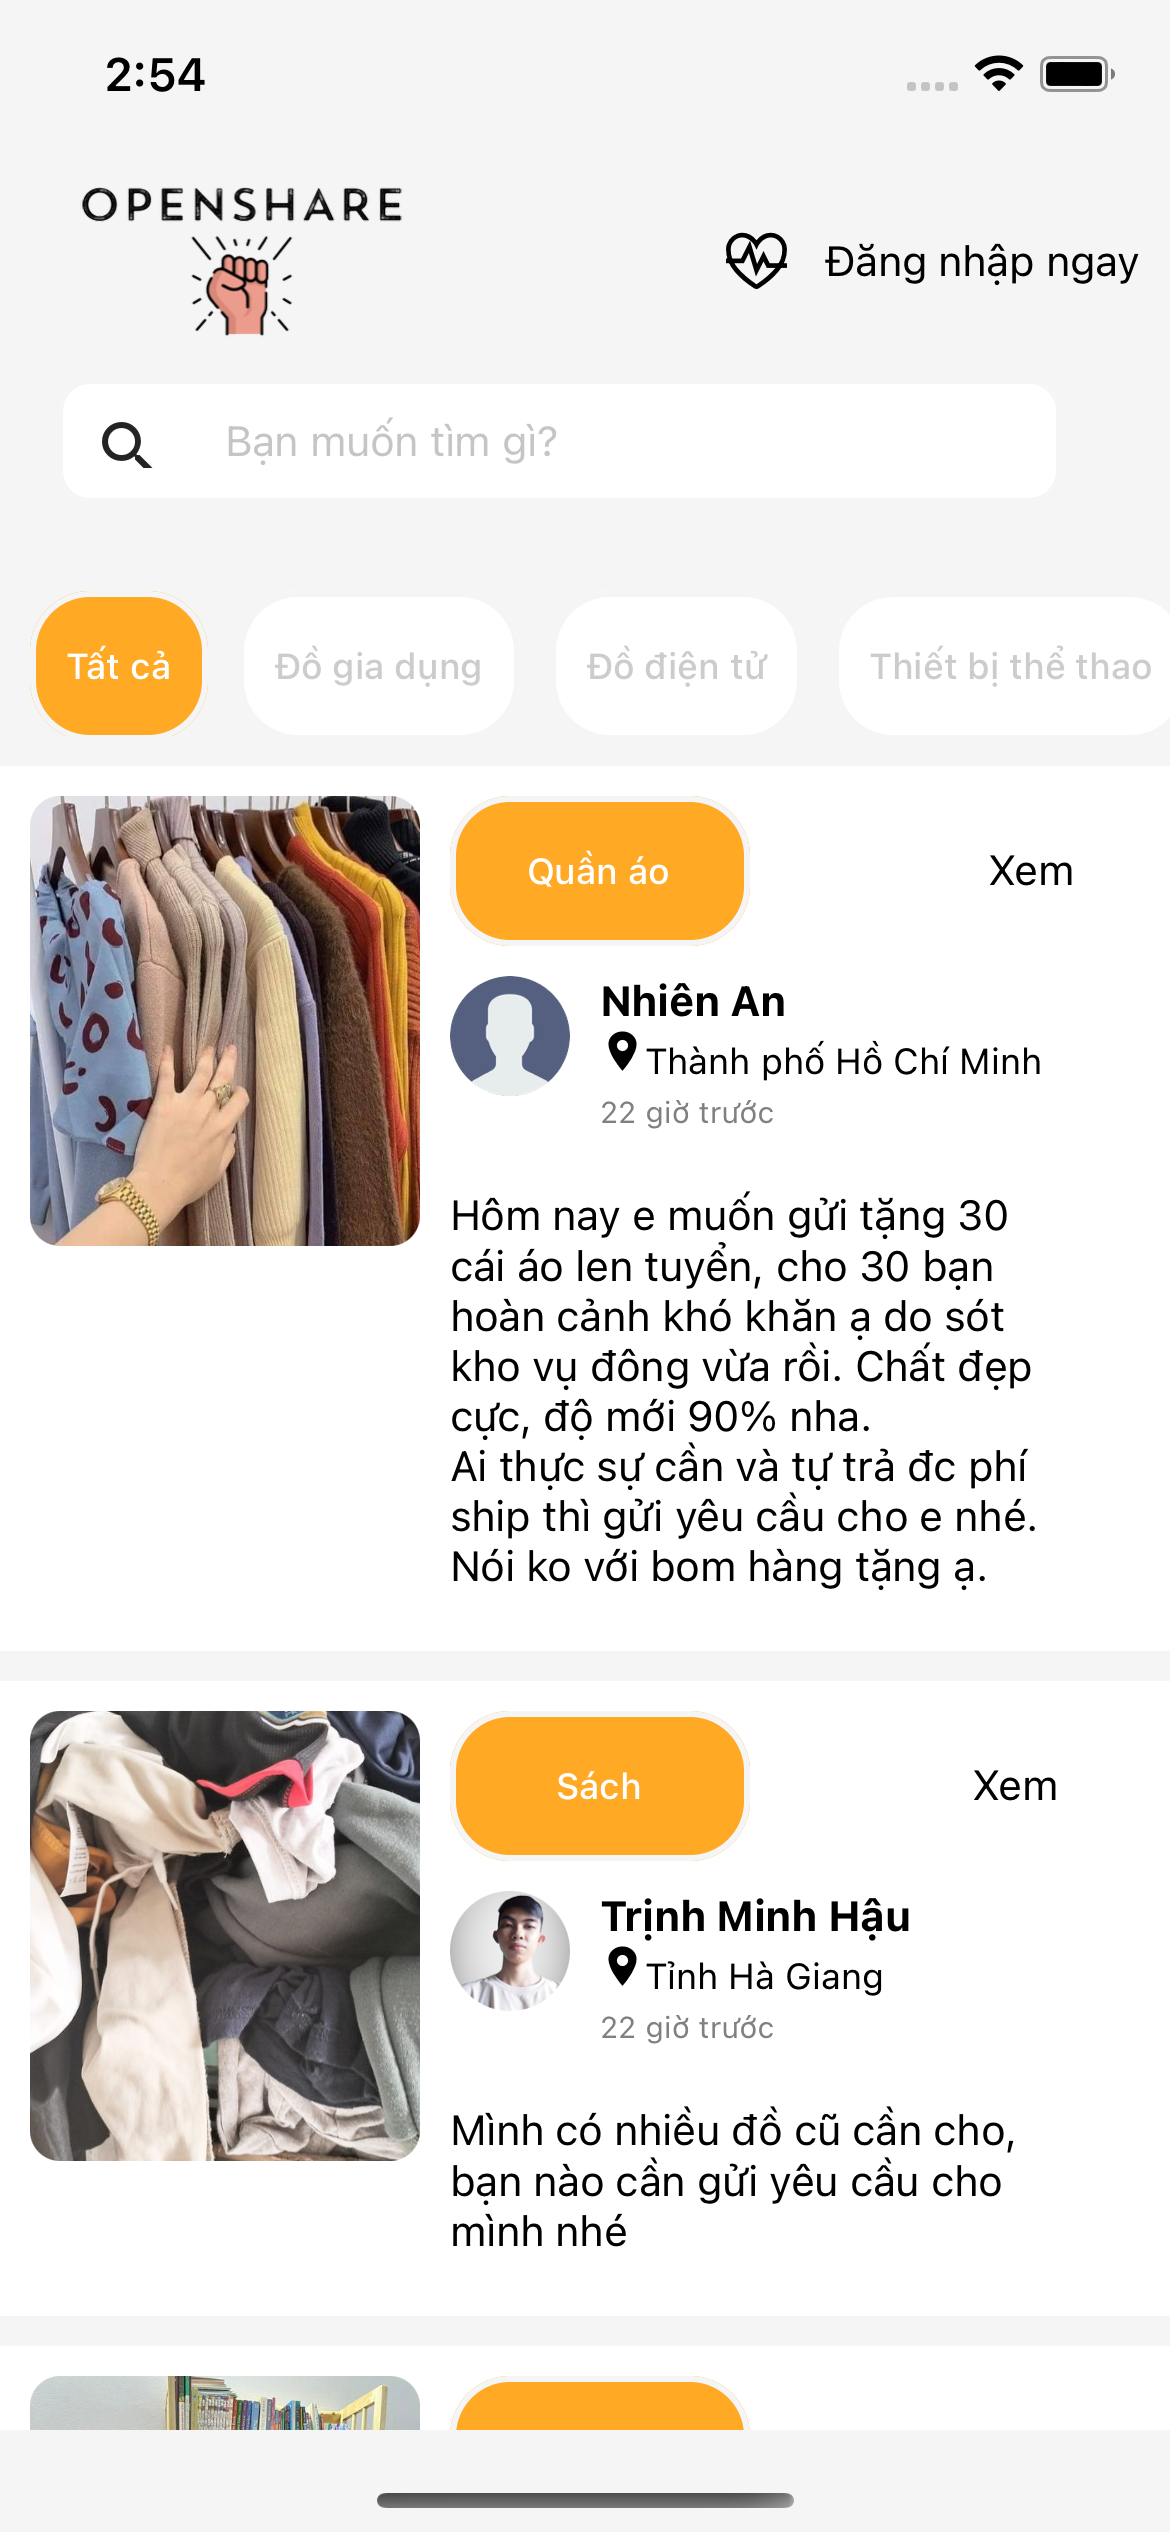 2:54
OPENSHARE
Đăng nhập ngay
Bạn muốn tìm gì?
Tất cả
Đồ gia dụng
Đồ điện tử
Thiết bị thể thao
Quần áo
Xem
Nhiên An
Thành phố Hồ Chí Minh
22 giờ trước
Hôm nay e muốn gửi tặng 30
cái áo len tuyển, cho 30 bạn
hoàn cảnh khó khăn ạ do sót
kho vụ đông vừa rồi. Chất đẹp
cực, độ mới 90% nha.
Ai thực sự cần và tự trả đc phí
ship thì gửi yêu cầu cho e nhé.
Nói ko với bom hàng tặng ạ.
Sách
Xem
Trịnh Minh Hậu
Tỉnh Hà Giang
22 giờ trước
Mình có nhiều đồ cũ cần cho,
bạn nào cần gửi yêu cầu cho
mình nhé